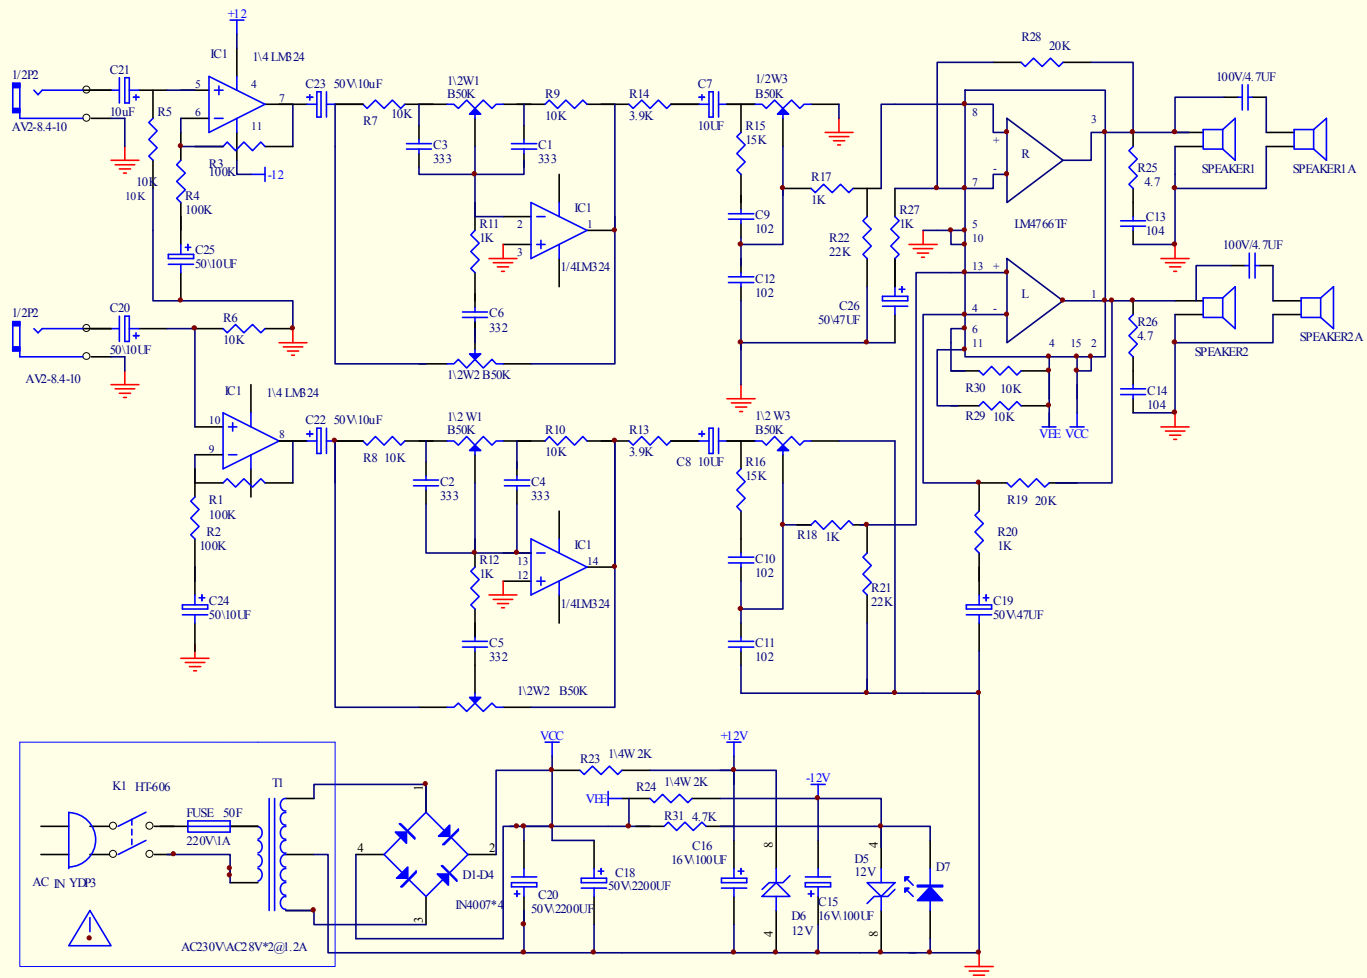 +12
IC1
1\4 LM324
1/2P2
C21
10uF
AV2-8.4-10
R5
10K
10K
5
6
4
7
11
R3
100K
-12
R4
100K
C25
50\10UF
C23
50V\10uF
R7
10K
1\2W1
B50K
R9
10K
C3
333
C1
333
R11
1K
2
3
1
IC1
1/4LM324
C6
332
1\2W2 B50K
R14
3.9K
C7
10UF
1/2W3
B50K
R15
15K
C9
102
C12
102
R17
1K
R22
22K
R27
1K
C26
50\47UF
R28
20K
8
+
-
7
R
3
LM4766TF
5
10
13
+
4
-
6
11
L
1
4
15
2
R30
10K
R29
10K
VEE
VCC
R25
4.7
C13
104
100V/4.7UF
SPEAKER1
SPEAKER1A
100V/4.7UF
R26
4.7
C14
104
SPEAKER2
SPEAKER2A
1/2P2
C20
50\10UF
AV2-8.4-10
R6
10K
IC1
1\4 LM324
10
9
8
R1
100K
R2
100K
C24
50\10UF
C22
50V\10uF
R8 10K
1\2 W1
B50K
R10
10K
C2
333
C4
333
R12
1K
13
12
14
IC1
1/4LM324
C5
332
1\2W2 B50K
R13
3.9K
C8 10UF
1\2 W3
B50K
R16
15K
C10
102
C11
102
R18 1K
R21
22K
R19 20K
R20
1K
C19
50V\47UF
K1 HT-606
FUSE 50F
220V\1A
T1
AC IN YDP3
!
AC230V\AC28V*2@1.2A
1
4
2
3
D1-D4
IN4007*4
VCC
R23
1\4W 2K
+12V
VEE
R24
1\4W 2K
-12V
R31 4.7K
C16
16V\100UF
C20
50V\2200UF
C18
50V\2200UF
8
4
D6
12V
C15
16V\100UF
D5
12V
4
8
D7